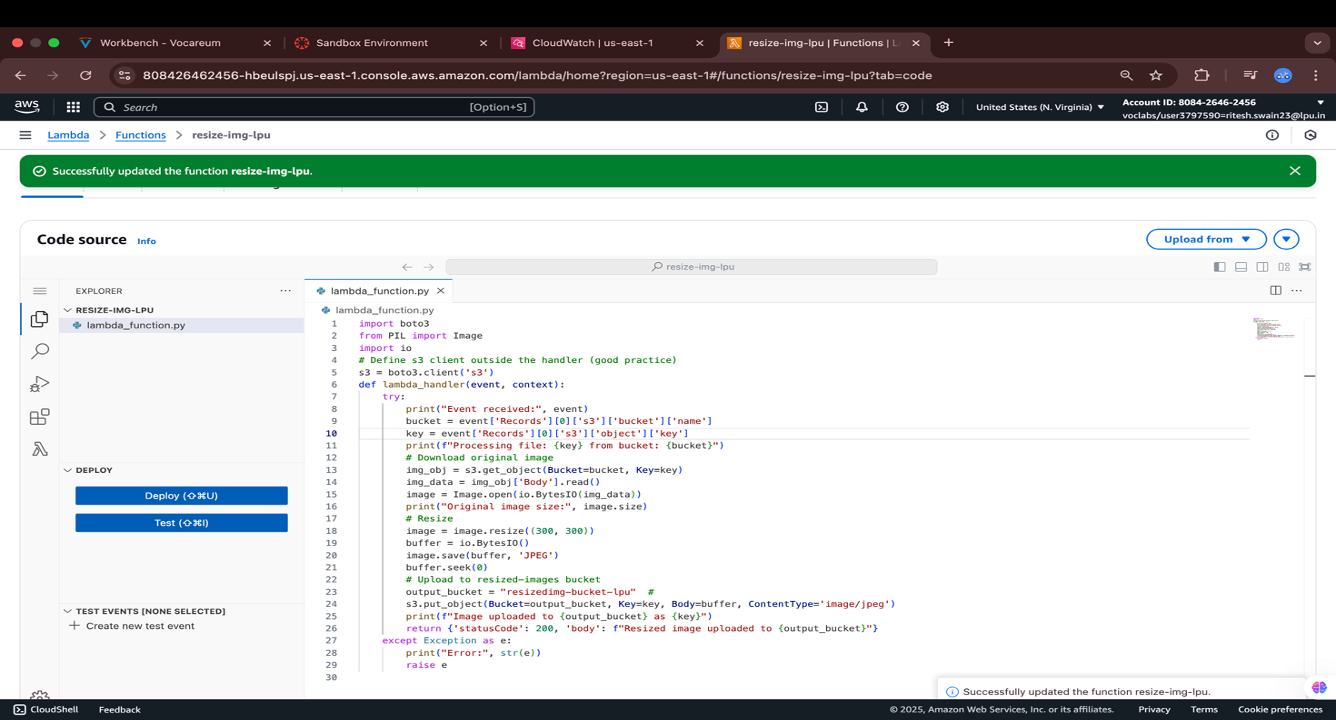 Workbench - Vocareum
Sandbox Environment
CloudWatch | us-east-1
resize-img-lpu | Functions | L
808426462456-hbeulspj.us-east-1.console.aws.amazon.com/lambda/home?region=us-east-1#/functions/resize-img-lpu?tab=code
aws
Search
[Option+S]
United States (N. Virginia)
Account ID: 8084-2646-2456
voclabs/user3797590=ritesh.swain23@lpu.in
Lambda > Functions > resize-img-lpu
Successfully updated the function resize-img-lpu.
Code source Info
Upload from
resize-img-lpu
EXPLORER
RESIZE-IMG-LPU
lambda_function.py
DEPLOY
Deploy (⇧⌘U)
Test (⇧⌘I)
TEST EVENTS [NONE SELECTED]
Create new test event
lambda_function.py
lambda_function.py
1 import boto3
2 from PIL import Image
3 import io
4 # Define s3 client outside the handler (good practice)
5 s3 = boto3.client('s3')
6 def lambda_handler(event, context):
7 try:
8 print("Event received:", event)
9 bucket = event['Records'][0]['s3']['bucket']['name']
10 key = event['Records'][0]['s3']['object']['key']
11 print(f"Processing file: {key} from bucket: {bucket}")
12 # Download original image
13 img_obj = s3.get_object(Bucket=bucket, Key=key)
14 img_data = img_obj['Body'].read()
15 image = Image.open(io.BytesIO(img_data))
16 print("Original image size:", image.size)
17 # Resize
18 image = image.resize((300, 300))
19 buffer = io.BytesIO()
20 image.save(buffer, 'JPEG')
21 buffer.seek(0)
22 # Upload to resized-images bucket
23 output_bucket = "resizedimg-bucket-lpu" #
24 s3.put_object(Bucket=output_bucket, Key=key, Body=buffer, ContentType='image/jpeg')
25 print(f"Image uploaded to {output_bucket} as {key}")
26 return {'statusCode': 200, 'body': f"Resized image uploaded to {output_bucket}"}
27 except Exception as e:
28 print("Error:", str(e))
29 raise e
30
Successfully updated the function resize-img-lpu.
CloudShell
Feedback
© 2025, Amazon Web Services, Inc. or its affiliates.
Privacy
Terms
Cookie preferences